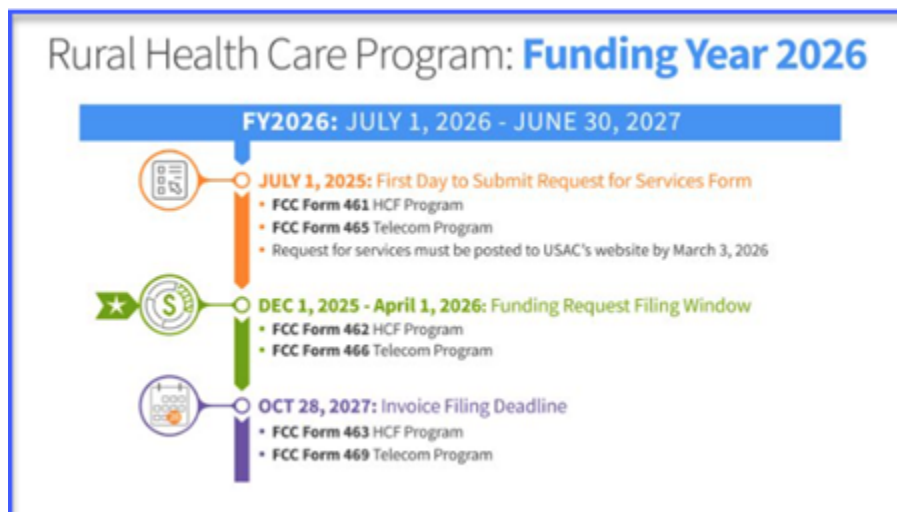 Rural Health Care Program: Funding Year 2026
FY2026: JULY 1, 2026 - JUNE 30, 2027
JULY 1, 2025: First Day to Submit Request for Services Form
• FCC Form 461 HCF Program
• FCC Form 465 Telecom Program
• Request for services must be posted to USAC's website by March 3, 2026
$
DEC 1, 2025 - April 1, 2026: Funding Request Filing Window
• FCC Form 462 HCF Program
• FCC Form 466 Telecom Program
OCT 28, 2027: Invoice Filing Deadline
• FCC Form 463 HCF Program
• FCC Form 469 Telecom Program